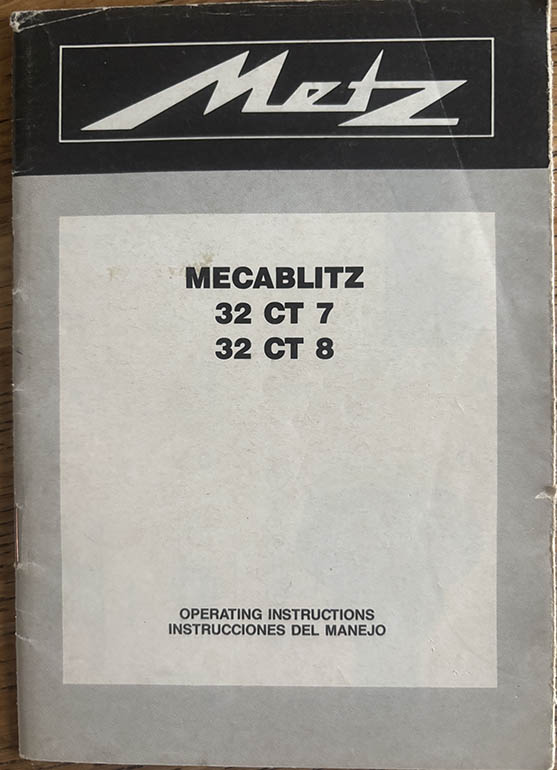 Metz
MECABLITZ
32 CT 7
32 CT 8
OPERATING INSTRUCTIONS
INSTRUCCIONES DEL MANEJO